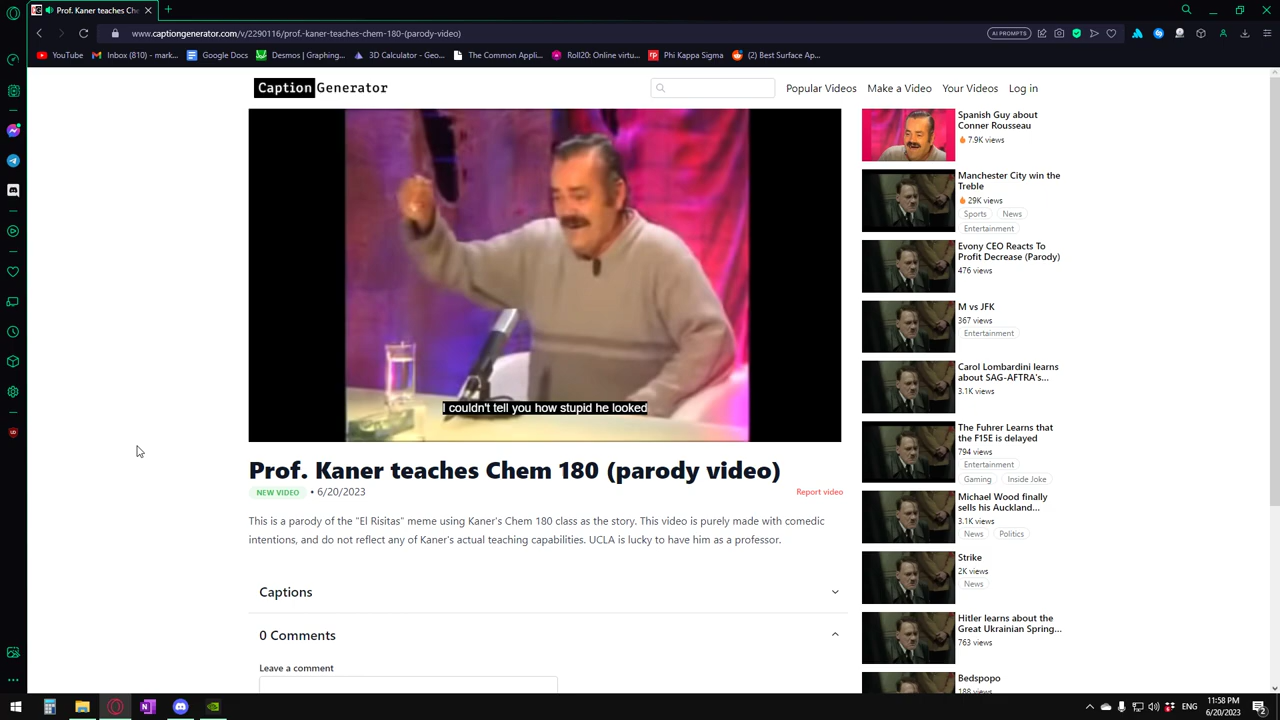 Prof. Kaner teaches Chem 180 (p
www.captiongenerator.com/v/2290116/prof.-kaner-teaches-chem-180-(parody-video)
AI PROMPTS
YouTube
Inbox (810) - mark...
Google Docs
Desmos | Graphing...
3D Calculator - Geo...
The Common Appli...
Roll20: Online virtu...
Phi Kappa Sigma
(2) Best Surface Ap...
Caption Generator
Popular Videos
Make a Video
Your Videos
Log in
I couldn't tell you how stupid he looked
Prof. Kaner teaches Chem 180 (parody video)
NEW VIDEO • 6/20/2023
Report video
This is a parody of the "El Risitas" meme using Kaner's Chem 180 class as the story. This video is purely made with comedic
intentions, and do not reflect any of Kaner's actual teaching capabilities. UCLA is lucky to have him as a professor.
Captions
0 Comments
Leave a comment
Spanish Guy about
Conner Rousseau
7.9K views
Manchester City win the
Treble
29K views
Sports
News
Entertainment
Evony CEO Reacts To
Profit Decrease (Parody)
476 views
M vs JFK
367 views
Entertainment
Carol Lombardini learns
about SAG-AFTRA's...
3.1K views
The Fuhrer Learns that
the F15E is delayed
794 views
Entertainment
Gaming
Inside Joke
Michael Wood finally
sells his Auckland...
3.1K views
News
Politics
Strike
2K views
News
Hitler learns about the
Great Ukrainian Spring...
763 views
Bedspopo
188 views
ENG
11:58 PM
6/20/2023
2